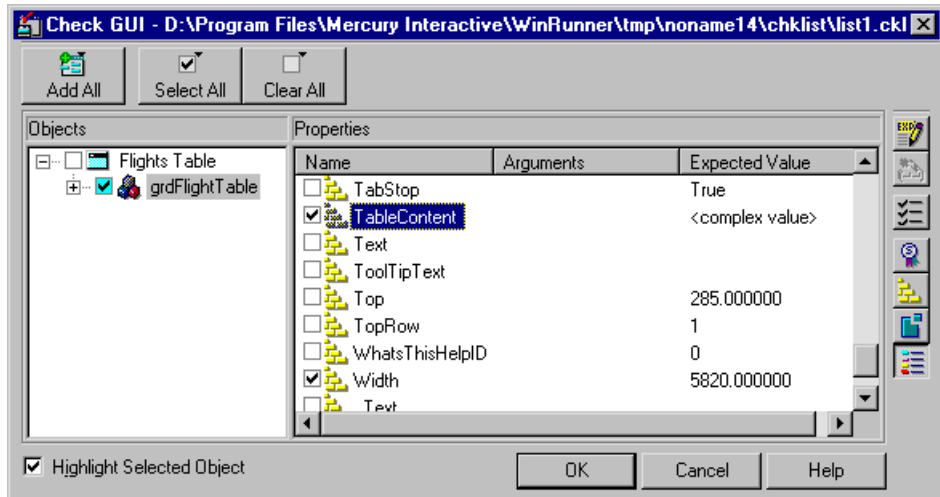 Check GUI - D:\Program Files\Mercury Interactive\WinRunner\tmp\noname14\chklist\list1.ckl
Add All Select All Clear All
Objects Properties
EXP
Flights Table
grdFlightTable
Name Arguments Expected Value
TabStop True
TableContent <complex value>
Text
ToolTipText
Top 285.000000
TopRow 1
WhatsThisHelpID 0
Width 5820.000000
_Text
Highlight Selected Object
OK Cancel Help